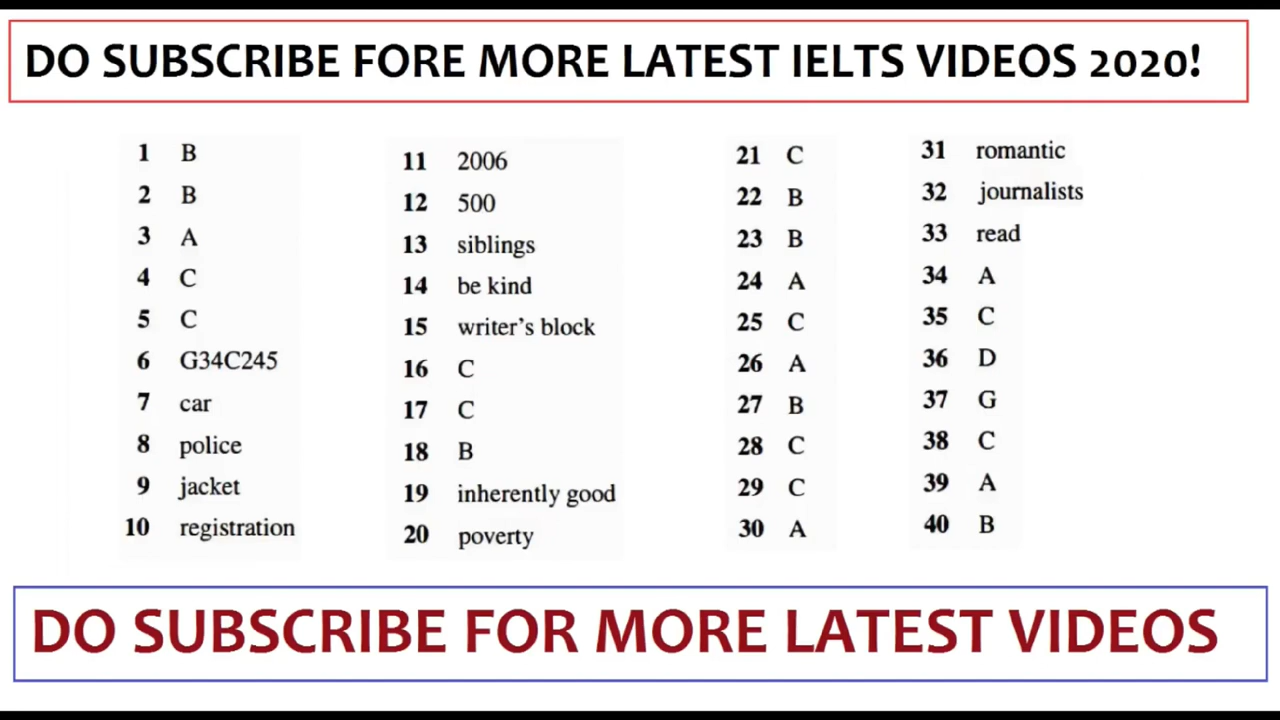 DO SUBSCRIBE FORE MORE LATEST IELTS VIDEOS 2020!
1 B
2 B
3 A
4 C
5 C
6 G34C245
7 car
8 police
9 jacket
10 registration
11 2006
12 500
13 siblings
14 be kind
15 writer's block
16 C
17 C
18 B
19 inherently good
20 poverty
21 C
22 B
23 B
24 A
25 C
26 A
27 B
28 C
29 C
30 A
31 romantic
32 journalists
33 read
34 A
35 C
36 D
37 G
38 C
39 A
40 B
DO SUBSCRIBE FOR MORE LATEST VIDEOS